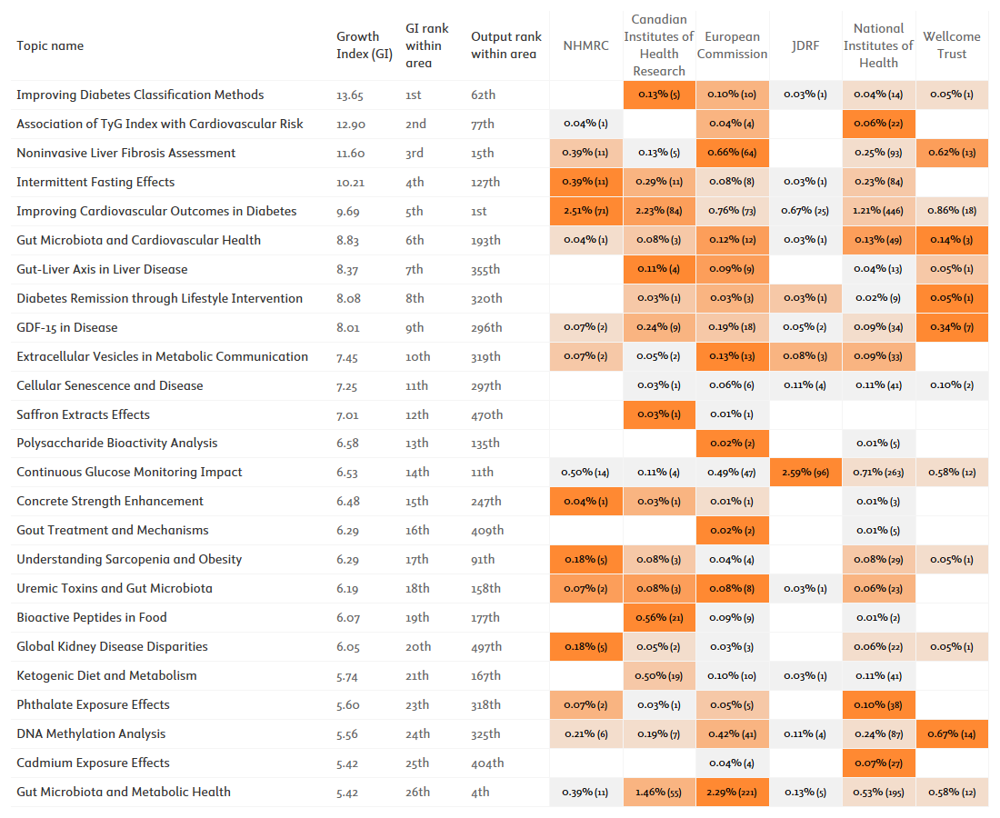 Topic name Growth Index (GI) GI rank within area Output rank within area NHMRC Canadian Institutes of Health Research European Commission JDRF National Institutes of Health Wellcome Trust
Improving Diabetes Classification Methods 13.65 1st 62th 0.13% (5) 0.10% (10) 0.03% (1) 0.04% (14) 0.05% (1)
Association of TyG Index with Cardiovascular Risk 12.90 2nd 77th 0.04% (1) 0.04% (4) 0.06% (22)
Noninvasive Liver Fibrosis Assessment 11.60 3rd 15th 0.39% (11) 0.13% (5) 0.66% (64) 0.25% (93) 0.62% (13)
Intermittent Fasting Effects 10.21 4th 127th 0.39% (11) 0.29% (11) 0.08% (8) 0.03% (1) 0.23% (84)
Improving Cardiovascular Outcomes in Diabetes 9.69 5th 1st 2.51% (71) 2.23% (84) 0.76% (73) 0.67% (25) 1.21% (446) 0.86% (18)
Gut Microbiota and Cardiovascular Health 8.83 6th 193th 0.04% (1) 0.08% (3) 0.12% (12) 0.03% (1) 0.13% (49) 0.14% (3)
Gut-Liver Axis in Liver Disease 8.37 7th 355th 0.11% (4) 0.09% (9) 0.04% (13) 0.05% (1)
Diabetes Remission through Lifestyle Intervention 8.08 8th 320th 0.03% (1) 0.03% (3) 0.03% (1) 0.02% (9) 0.05% (1)
GDF-15 in Disease 8.01 9th 296th 0.07% (2) 0.24% (9) 0.19% (18) 0.05% (2) 0.09% (34) 0.34% (7)
Extracellular Vesicles in Metabolic Communication 7.45 10th 319th 0.07% (2) 0.05% (2) 0.13% (13) 0.08% (3) 0.09% (33)
Cellular Senescence and Disease 7.25 11th 297th 0.03% (1) 0.06% (6) 0.11% (4) 0.11% (41) 0.10% (2)
Saffron Extracts Effects 7.01 12th 470th 0.03% (1) 0.01% (1)
Polysaccharide Bioactivity Analysis 6.58 13th 135th 0.02% (2) 0.01% (5)
Continuous Glucose Monitoring Impact 6.53 14th 11th 0.50% (14) 0.11% (4) 0.49% (47) 2.59% (96) 0.71% (263) 0.58% (12)
Concrete Strength Enhancement 6.48 15th 247th 0.04% (1) 0.03% (1) 0.01% (1) 0.01% (3)
Gout Treatment and Mechanisms 6.29 16th 409th 0.02% (2) 0.01% (5)
Understanding Sarcopenia and Obesity 6.29 17th 91th 0.18% (5) 0.08% (3) 0.04% (4) 0.08% (29) 0.05% (1)
Uremic Toxins and Gut Microbiota 6.19 18th 158th 0.07% (2) 0.08% (3) 0.08% (8) 0.03% (1) 0.06% (23)
Bioactive Peptides in Food 6.07 19th 177th 0.56% (21) 0.09% (9) 0.01% (2)
Global Kidney Disease Disparities 6.05 20th 497th 0.18% (5) 0.05% (2) 0.03% (3) 0.06% (22) 0.05% (1)
Ketogenic Diet and Metabolism 5.74 21th 167th 0.50% (19) 0.10% (10) 0.03% (1) 0.11% (41)
Phthalate Exposure Effects 5.60 23th 318th 0.07% (2) 0.03% (1) 0.05% (5) 0.10% (38)
DNA Methylation Analysis 5.56 24th 325th 0.21% (6) 0.19% (7) 0.42% (41) 0.11% (4) 0.24% (87) 0.67% (14)
Cadmium Exposure Effects 5.42 25th 404th 0.04% (4) 0.07% (27)
Gut Microbiota and Metabolic Health 5.42 26th 4th 0.39% (11) 1.46% (55) 2.29% (221) 0.13% (5) 0.53% (195) 0.58% (12)